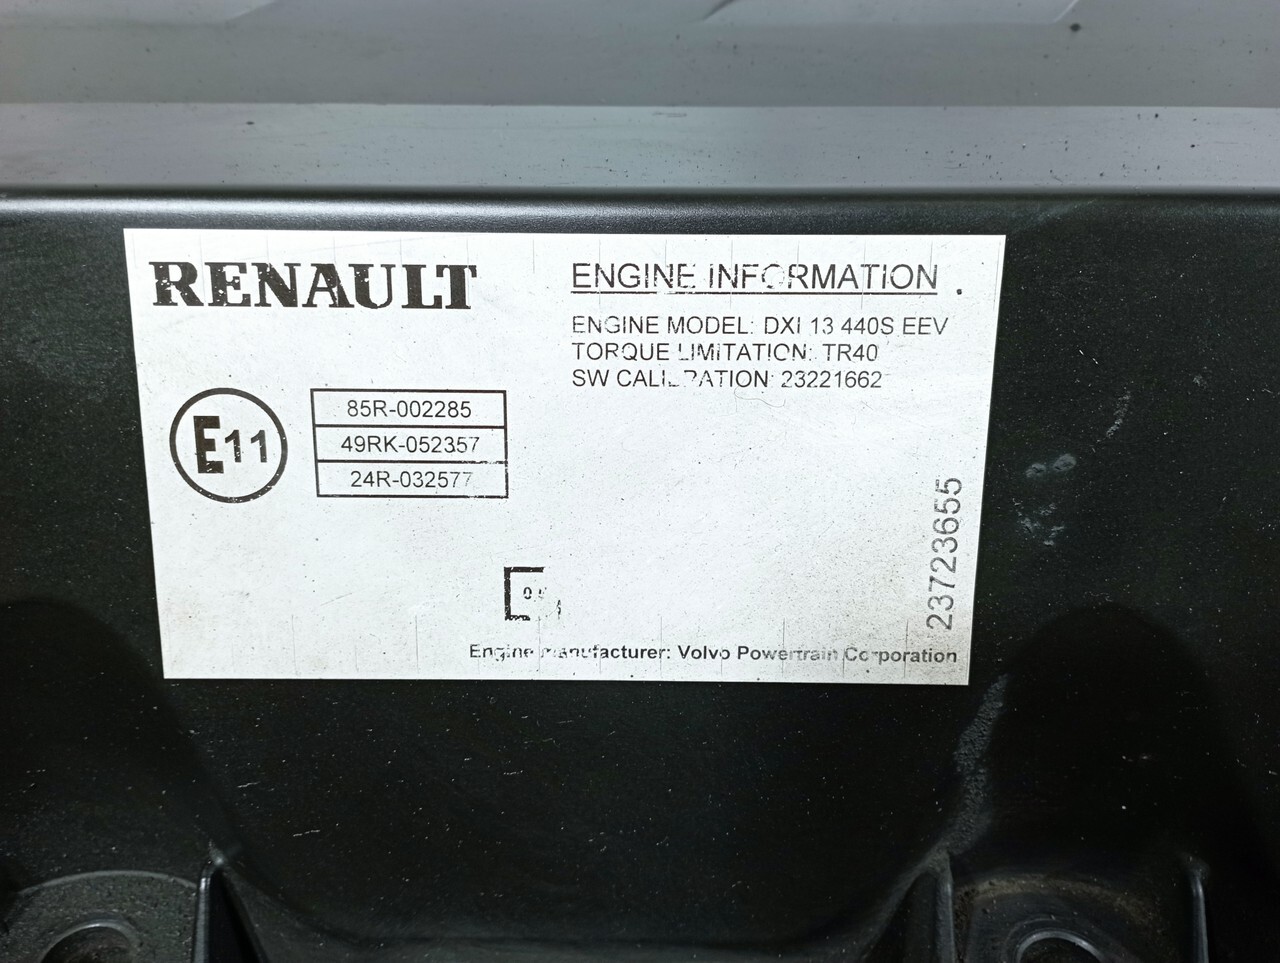 RENAULT
ENGINE INFORMATION
ENGINE MODEL: DXI 13 440S EEV
TORQUE LIMITATION: TR40
SW CALIBRATION: 23221662
E11
85R-002285
49RK-052357
24R-032577
23723655
Engine manufacturer: Volvo Powertrain Corporation